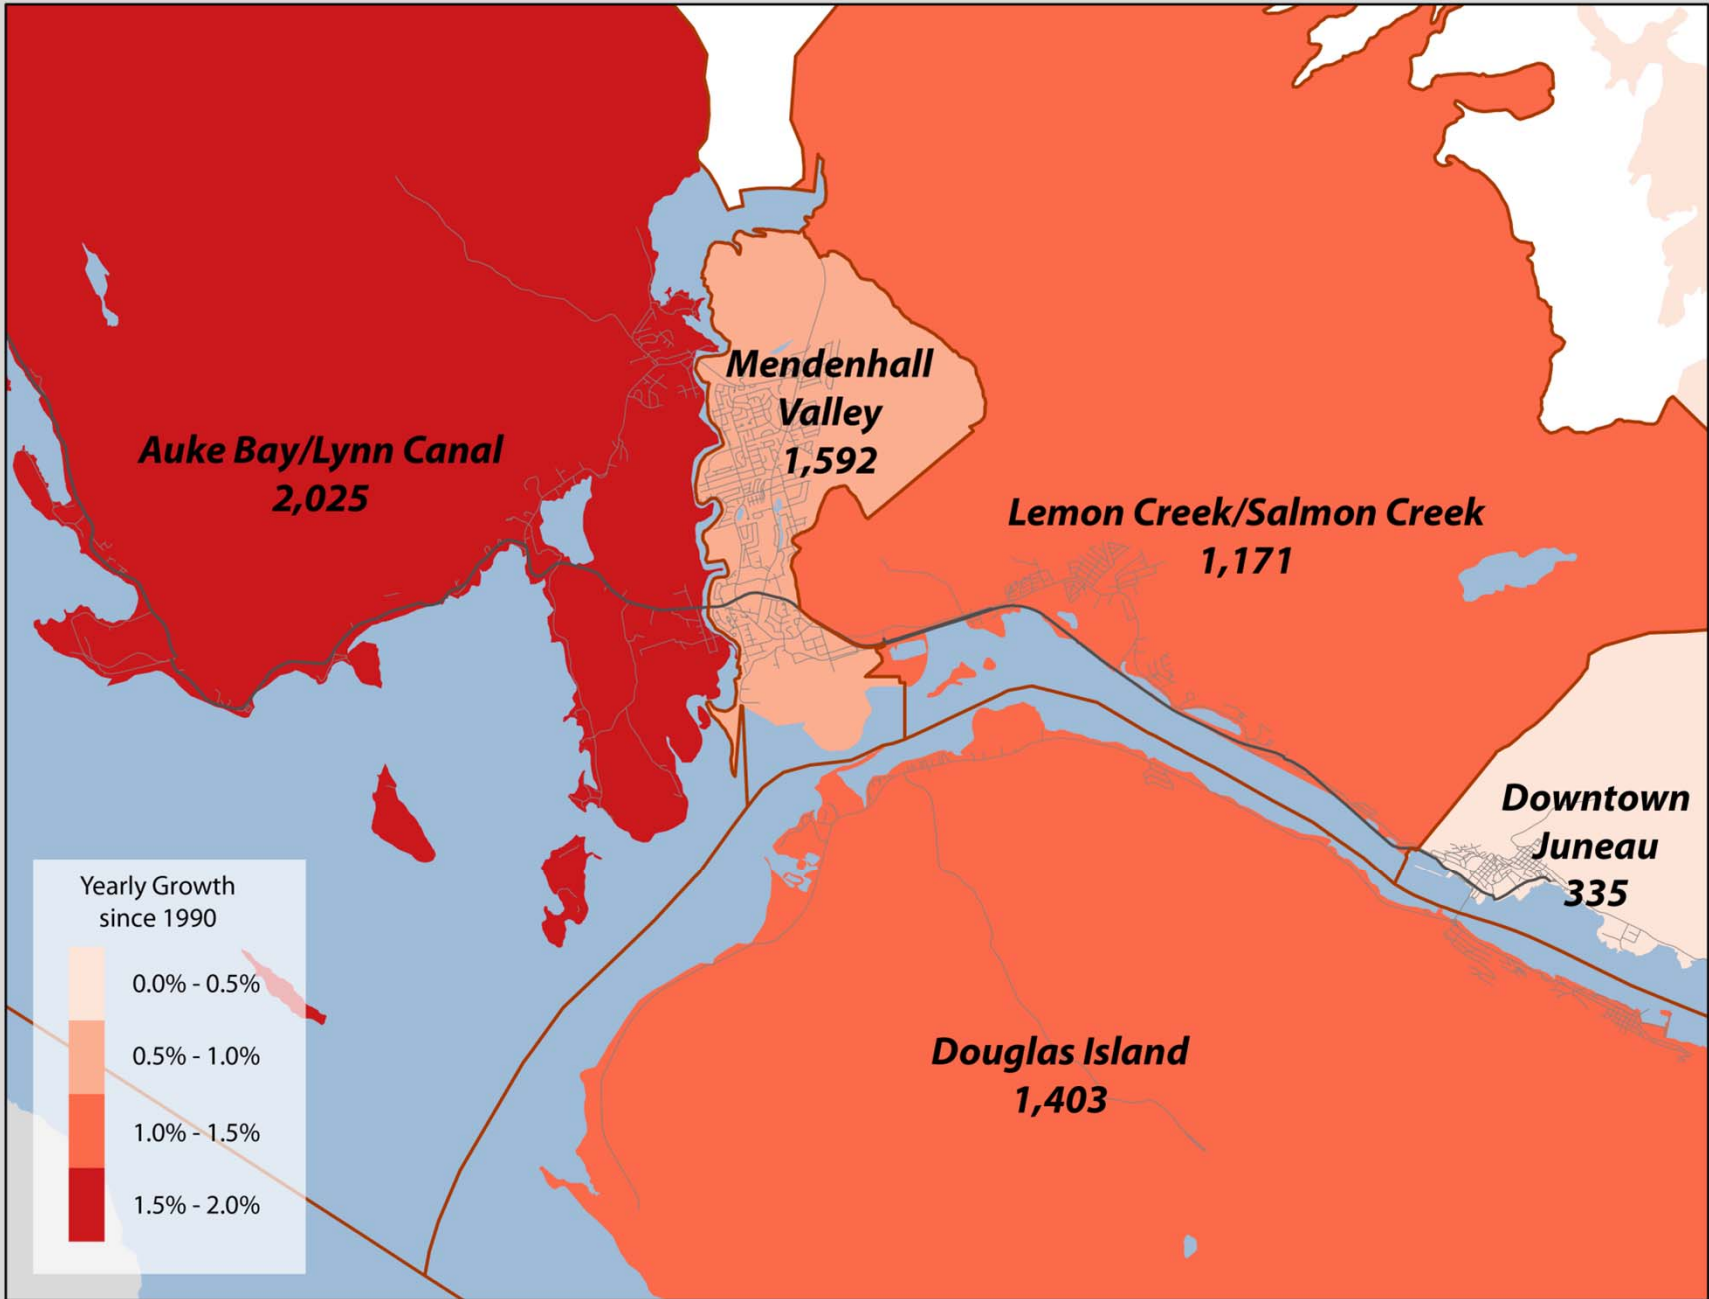 Mendenhall
Valley
1,592
Auke Bay/Lynn Canal
2,025
Lemon Creek/Salmon Creek
1,171
Downtown
Juneau
335
Douglas Island
1,403
Yearly Growth
since 1990
0.0% - 0.5%
0.5% - 1.0%
1.0% - 1.5%
1.5% - 2.0%